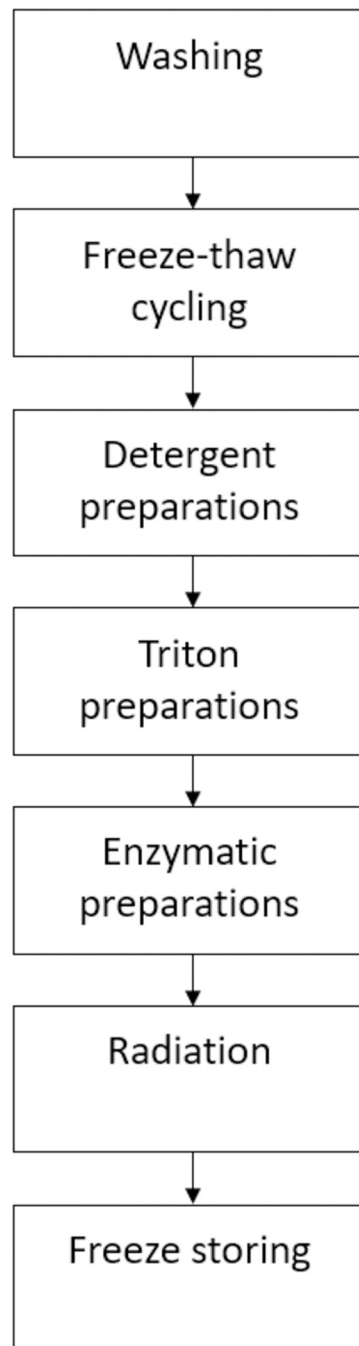 Washing
Freeze-thaw
cycling
Detergent
preparations
Triton
preparations
Enzymatic
preparations
Radiation
Freeze storing